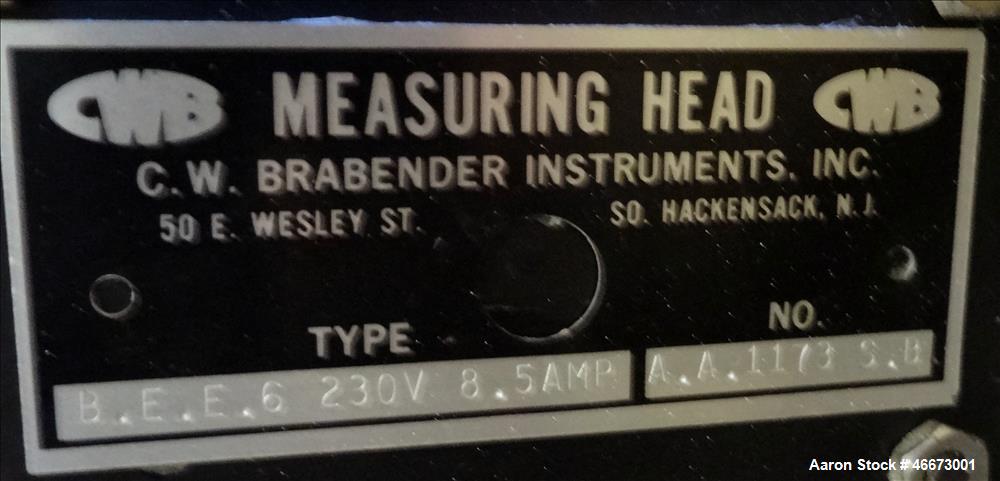 CWB MEASURING HEAD CWB
C.W. BRABENDER INSTRUMENTS, INC.
50 E. WESLEY ST. SO. HACKENSACK, N.J.
TYPE NO.
B.E.E.6 230V 8.5AMP A.A.1173 S.B
Aaron Stock #46673001